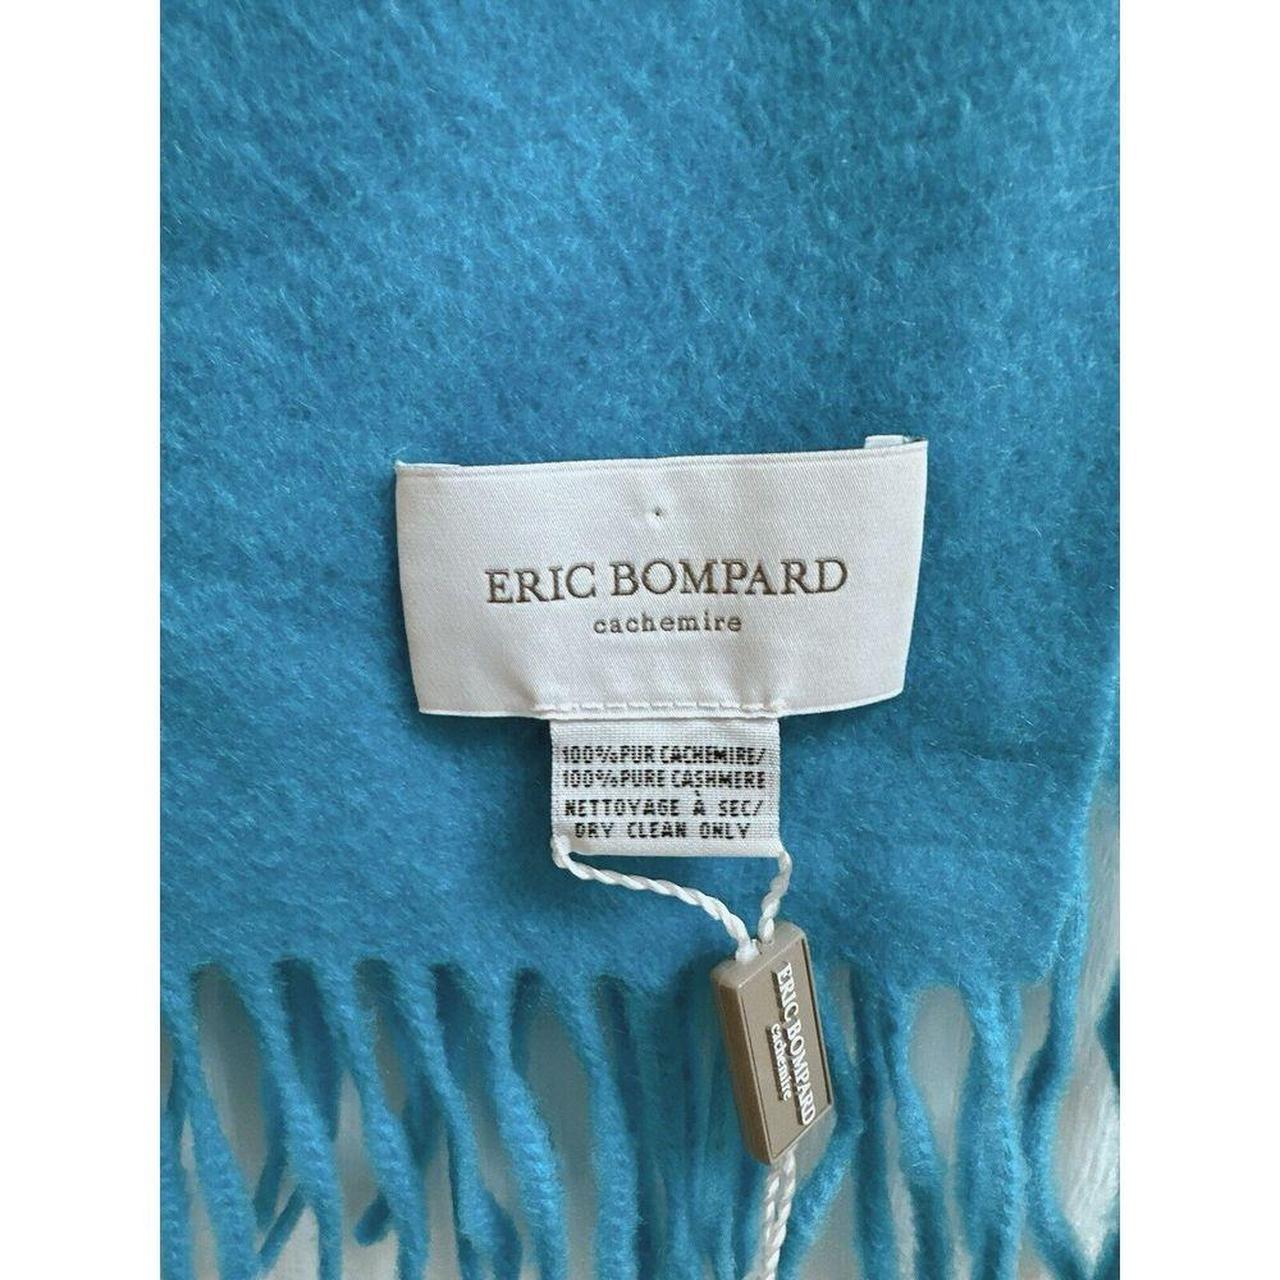 ERIC BOMPARD
cachemire
100%PUR CACHEMIRE/
100%PURE CASHMERE
NETTOYAGE À SEC/
DRY CLEAN ONLY
ERIC BOMPARD
cachemire